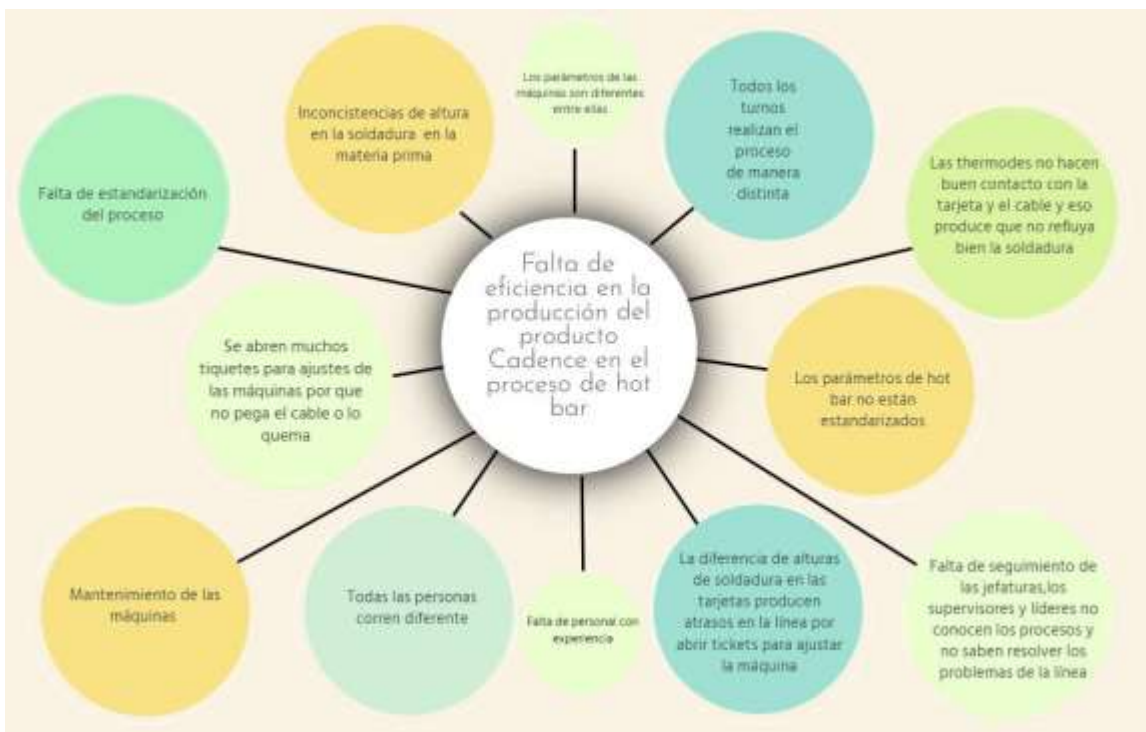 Los parámetros de las
máquinas son diferentes
entre ellas
Inconcistencias de altura
en la soldadura en la
materia prima
Todos los
turnos
realizan el
proceso
de manera
distinta
Falta de estandarización
del proceso
Las thermodes no hacen
buen contacto con la
tarjeta y el cable y eso
produce que no refluya
bien la soldadura
Falta de
eficiencia en la
producción del
producto
Cadence en el
proceso de hot
bar
Se abren muchos
tiquetes para ajustes de
las máquinas por que
no pega el cable o lo
quema
Los parámetros de hot
bar no están
estandarizados
Mantenimiento de las
máquinas
Todas las personas
corren diferente
Falta de personal con
experiencia
La diferencia de alturas
de soldadura en las
tarjetas producen
atrasos en la línea por
abrir tickets para ajustar
la máquina
Falta de seguimiento de
las jefaturas,los
supervisores y líderes no
conocen los procesos y
no saben resolver los
problemas de la línea